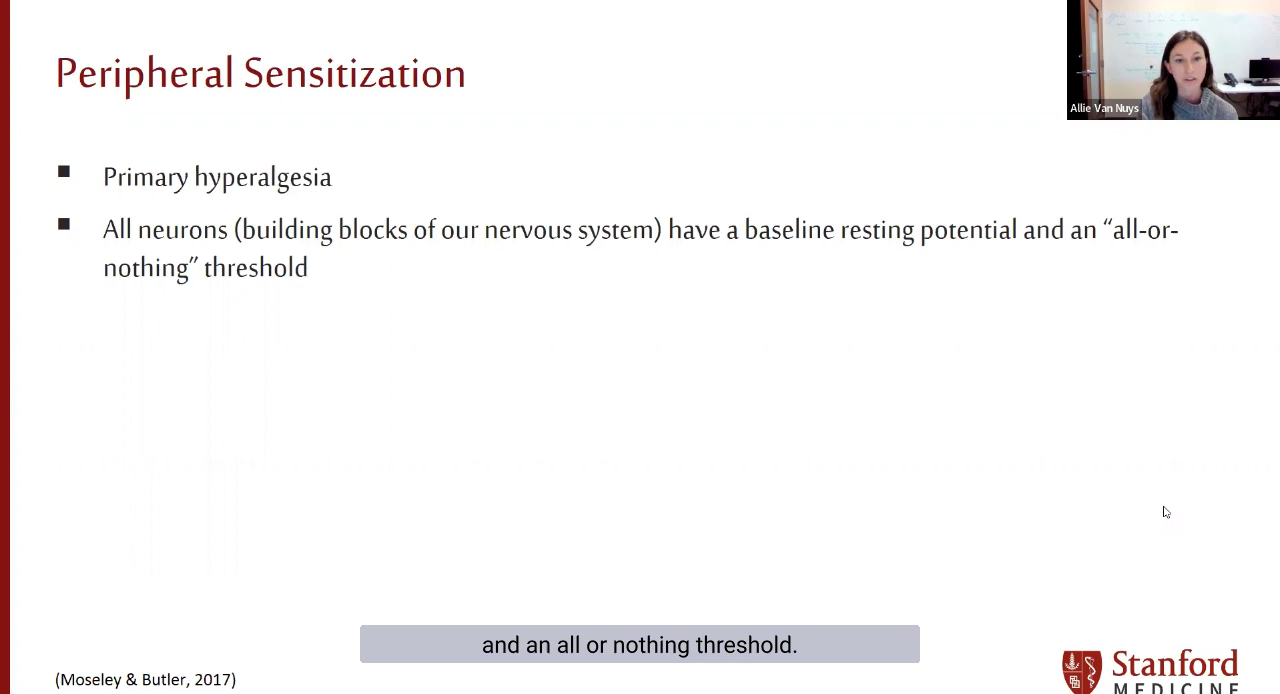 Peripheral Sensitization
Allie Van Nuys
■ Primary hyperalgesia
■ All neurons (building blocks of our nervous system) have a baseline resting potential and an “all-or-
nothing” threshold
and an all or nothing threshold.
(Moseley & Butler, 2017)
Stanford
MEDICINE